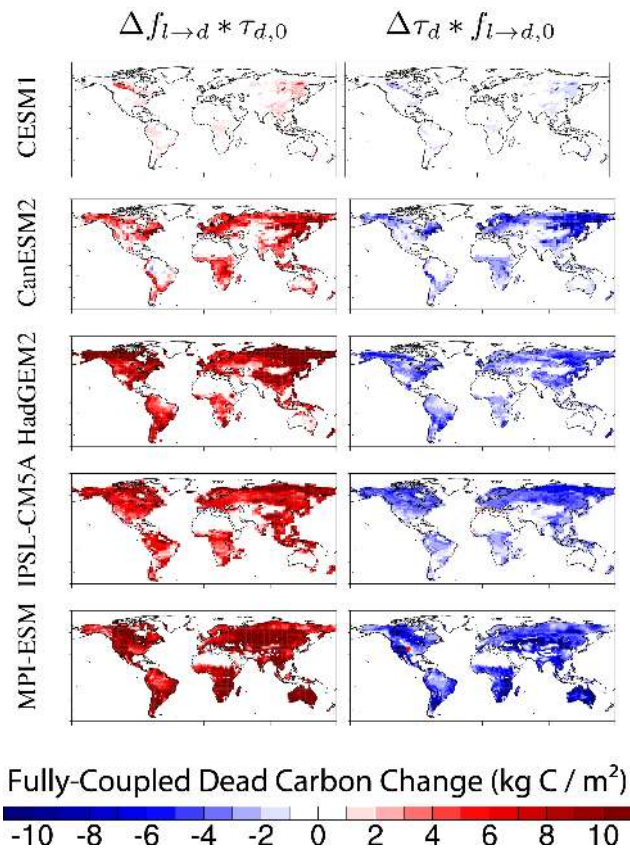 Δf_{l→d} * τ_{d,0}
Δτ_d * f_{l→d,0}
CESM1
CanESM2
HadGEM2
IPSL-CM5A
MPI-ESM
Fully-Coupled Dead Carbon Change (kg C / m²)
-10 -8 -6 -4 -2 0 2 4 6 8 10